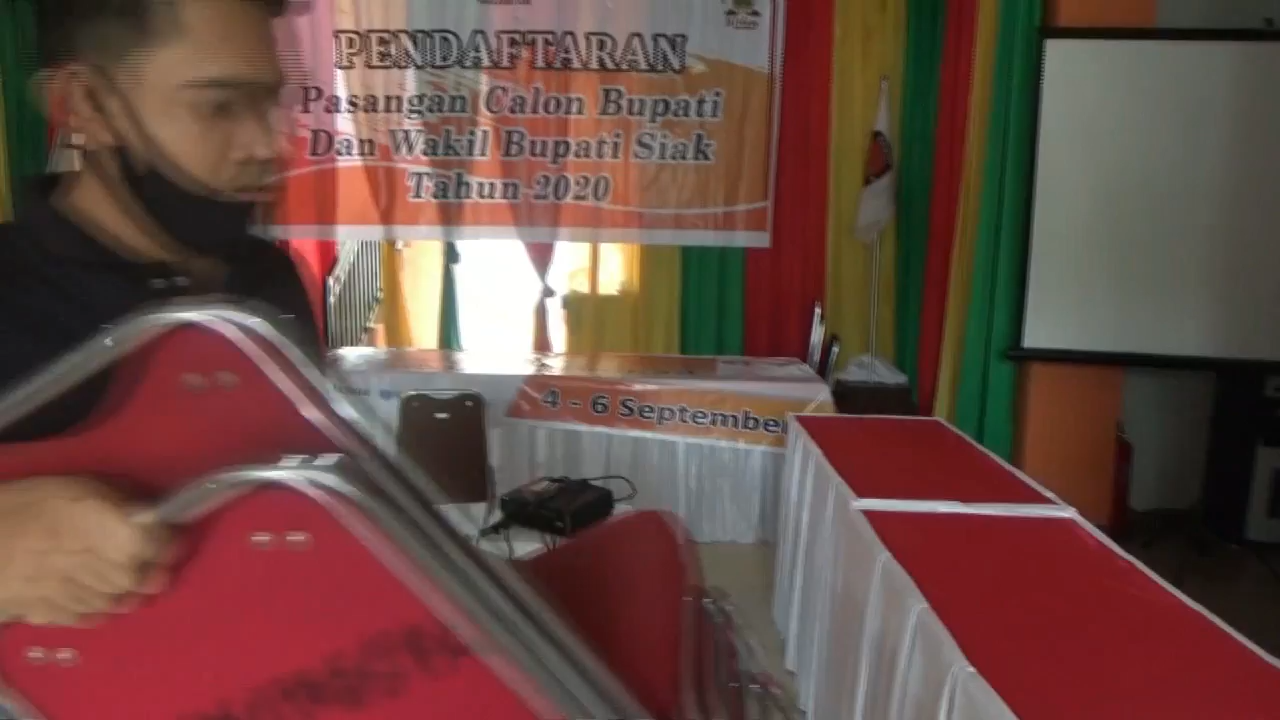 PENDAFTARAN
Pasangan Calon Bupati
Dan Wakil Bupati Siak
Tahun 2020
4 - 6 September